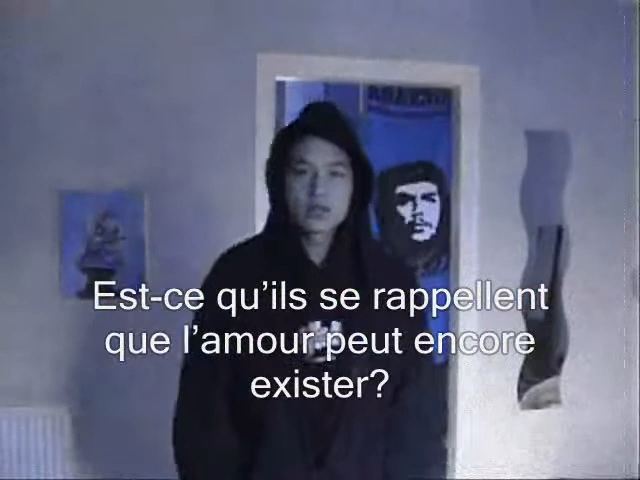 Est-ce qu’ils se rappellent
que l’amour peut encore
exister?